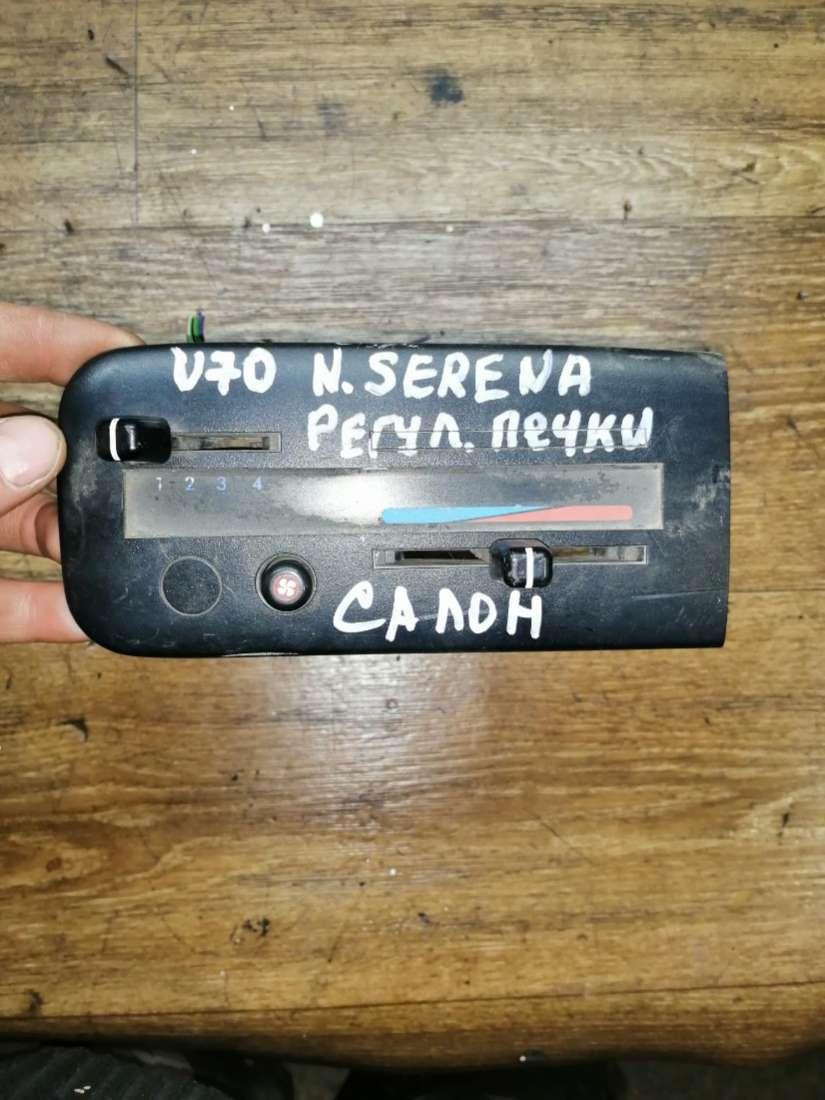 V70 N. SERENA
РЕГУЛ. ПЕЧКИ
1 2 3 4
САЛОН